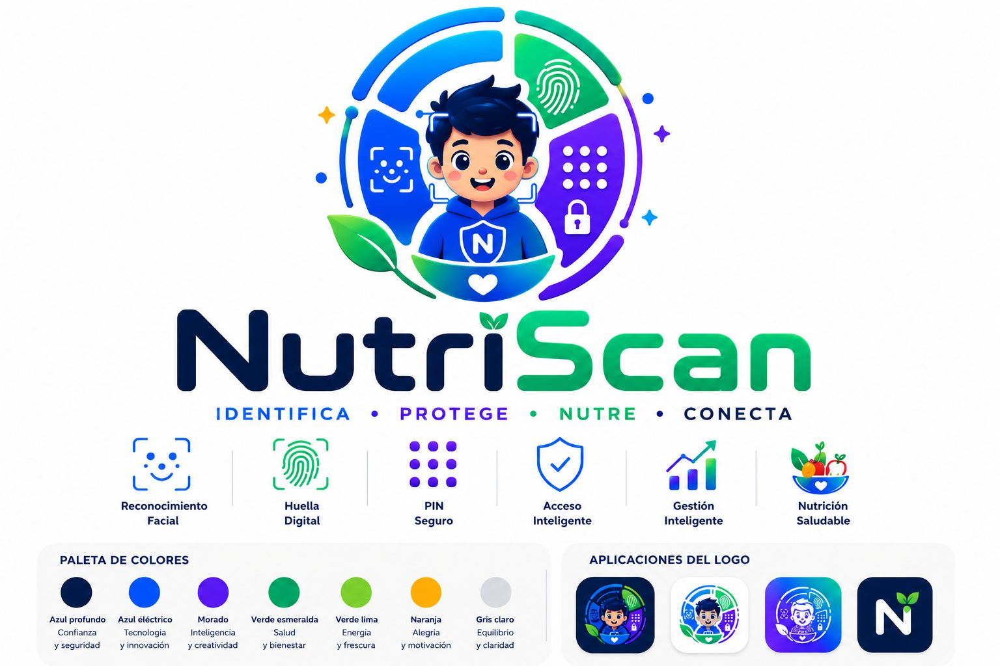 N
NutriScan
IDENTIFICA • PROTEGE • NUTRE • CONECTA
Reconocimiento
Facial
Huella
Digital
PIN
Seguro
Acceso
Inteligente
Gestión
Inteligente
Nutrición
Saludable
PALETA DE COLORES
Azul profundo
Confianza
y seguridad
Azul éléctrico
Tecnologia
y innovación
Morado
Inteligencia
y creatividad
Verde esmeralda
Salud
y bienestar
Verde lima
Energia
y frescura
Naranja
Alegria
y motivación
Gris claro
Equilibrio
y claridad
APLICACIONES DEL LOGO
N